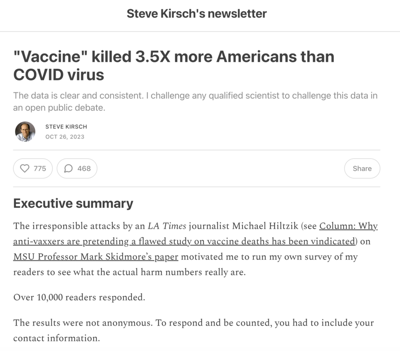 Steve Kirsch's newsletter
"Vaccine" killed 3.5X more Americans than
COVID virus
The data is clear and consistent. I challenge any qualified scientist to challenge this data in
an open public debate.
STEVE KIRSCH
OCT 26, 2023
775
468
Share
Executive summary
The irresponsible attacks by an LA Times journalist Michael Hiltzik (see Column: Why
anti-vaxxers are pretending a flawed study on vaccine deaths has been vindicated) on
MSU Professor Mark Skidmore's paper motivated me to run my own survey of my
readers to see what the actual harm numbers really are.
Over 10,000 readers responded.
The results were not anonymous. To respond and be counted, you had to include your
contact information.